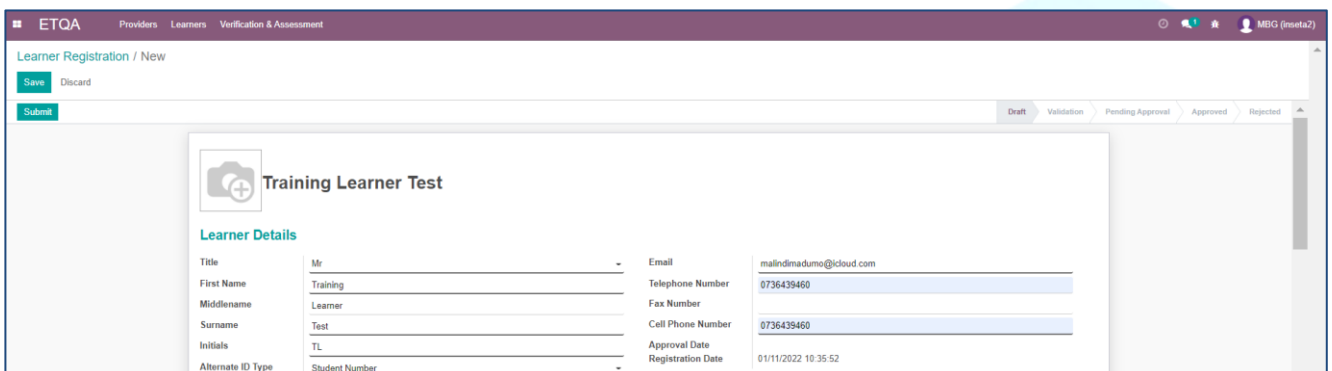 ETQA Providers Learners Verification & Assessment 1 MBG (inseta2)
Learner Registration / New
Save Discard
Submit Draft Validation Pending Approval Approved Rejected
Training Learner Test
Learner Details
Title Mr Email malindimadumo@icloud.com
First Name Training Telephone Number 0736439460
Middlename Learner Fax Number
Surname Test Cell Phone Number 0736439460
Initials TL Approval Date
Registration Date 01/11/2022 10:35:52
Alternate ID Type Student Number